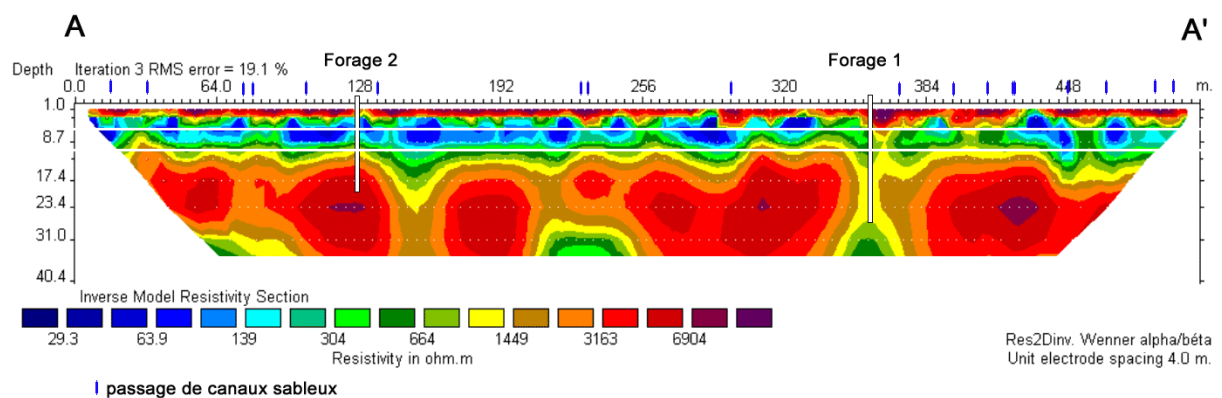 A
A'
Forage 2
Forage 1
Depth Iteration 3 RMS error = 19.1 %
0.0 64.0 128 192 256 320 384 448 m.
1.0
8.7
17.4
23.4
31.0
40.4
Inverse Model Resistivity Section
29.3 63.9 139 304 664 1449 3163 6904
Resistivity in ohm.m
Res2Dinv. Wenner alpha/béta
Unit electrode spacing 4.0 m.
passage de canaux sableux